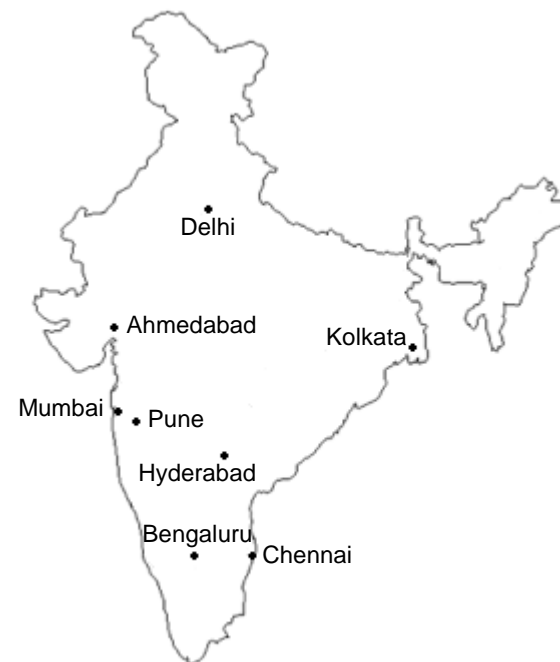 Delhi
Ahmedabad
Kolkata
Mumbai
Pune
Hyderabad
Bengaluru
Chennai